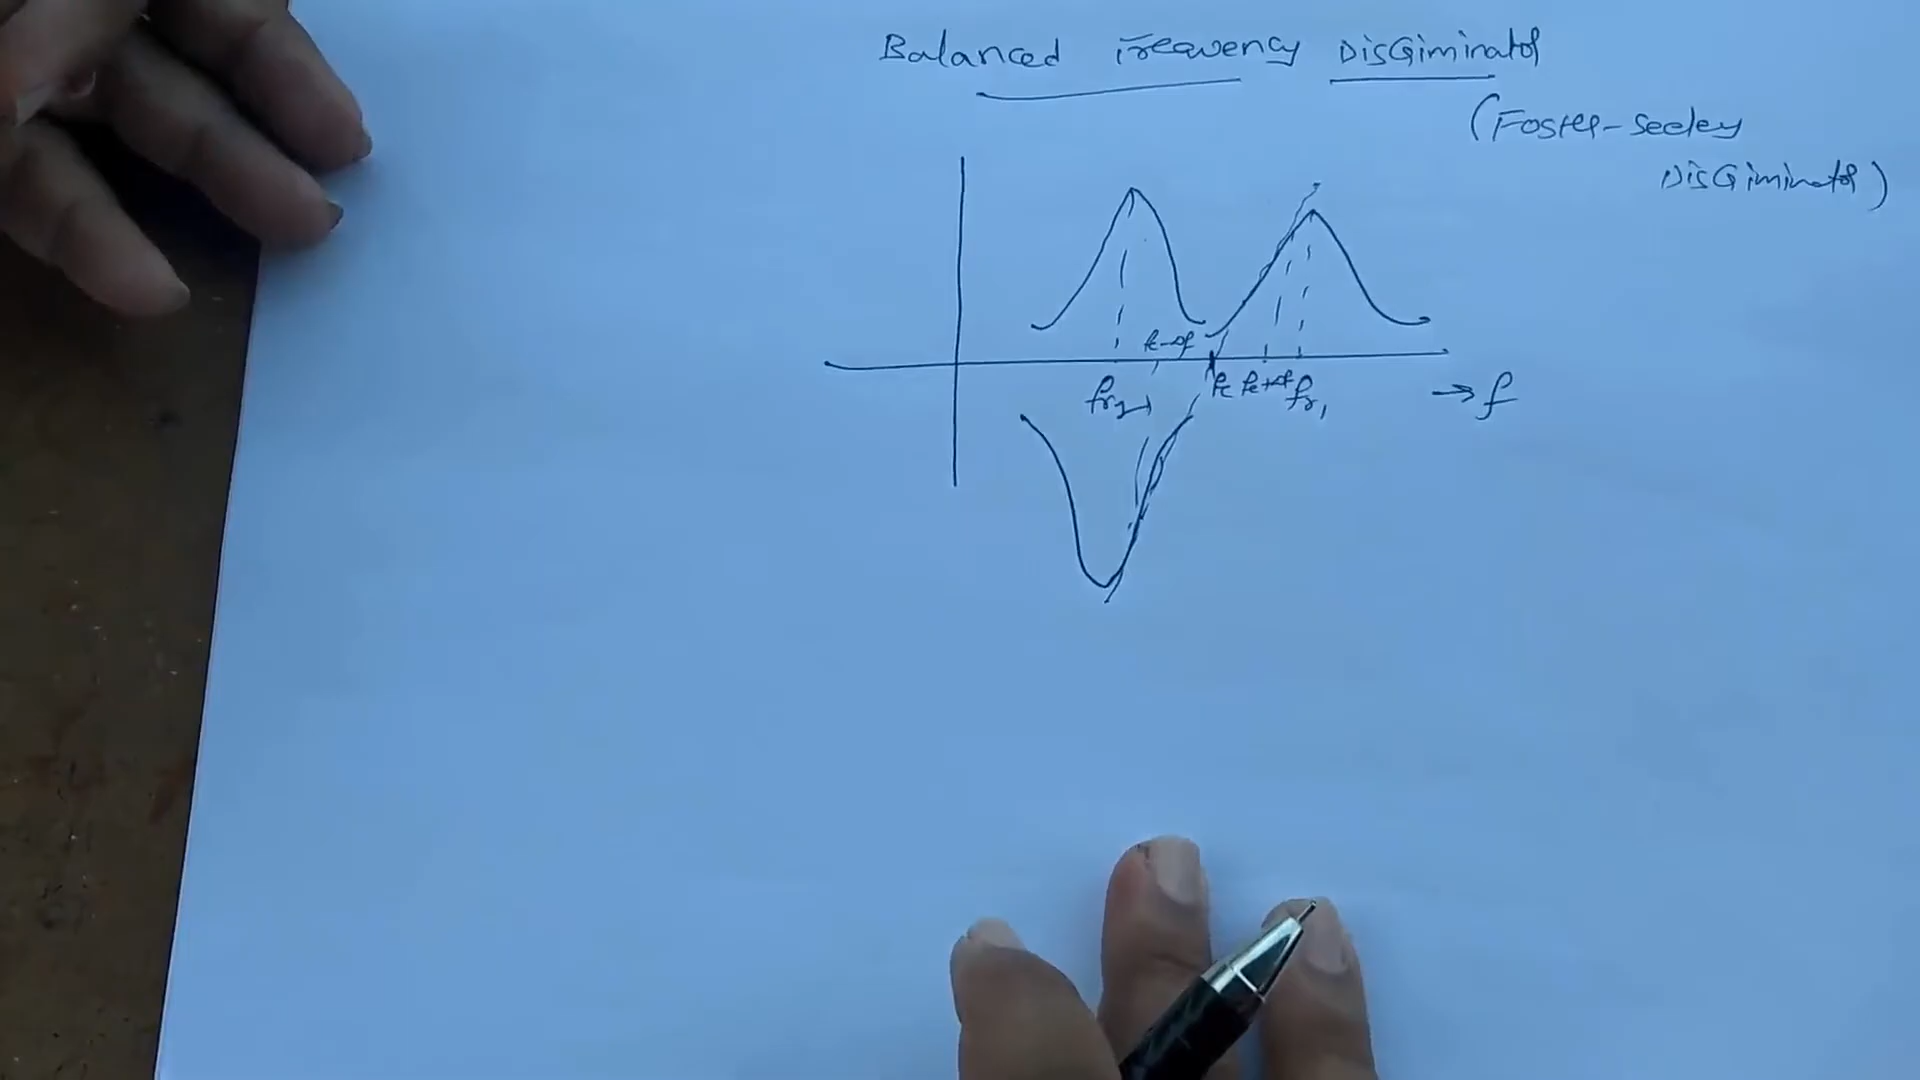 Balanced Frequency Discriminator
(Foster-Seeley
Discriminator)
fc-Δf
fr2 fc fc+Δf fr1 → f